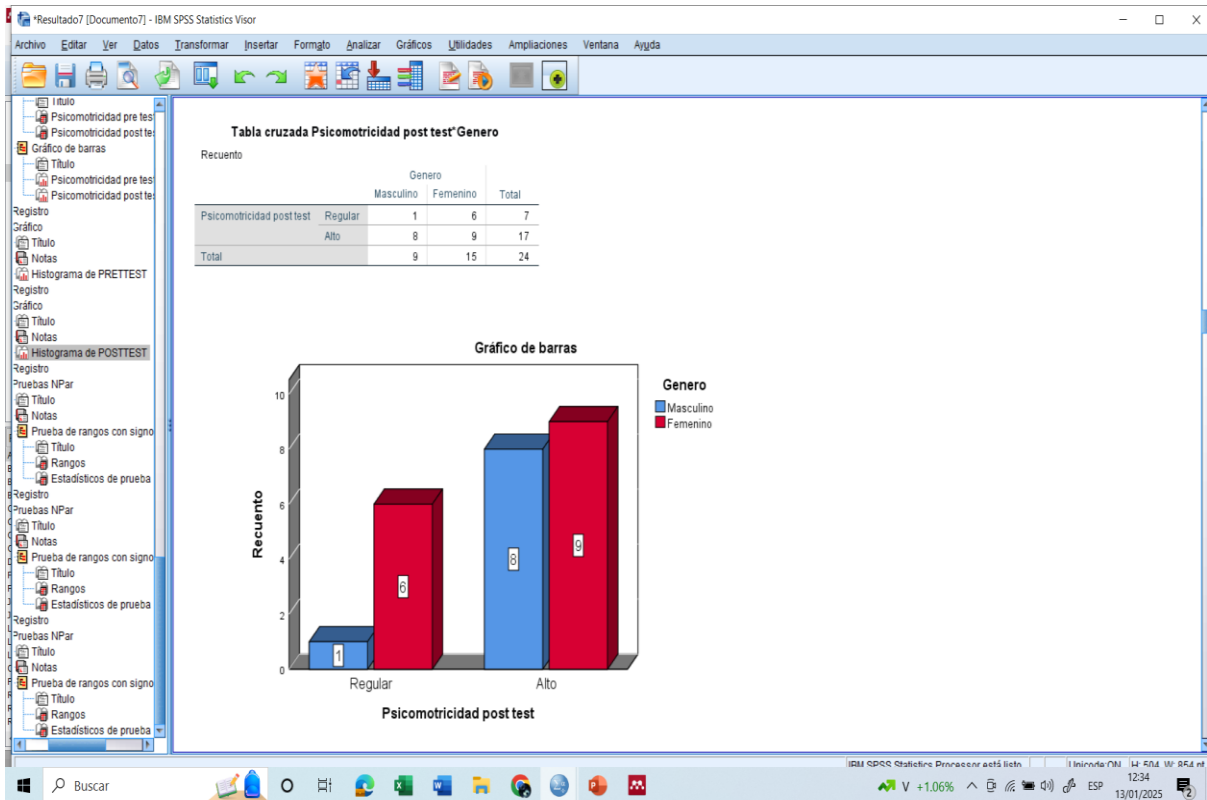 *Resultado7 [Documento7] - IBM SPSS Statistics Visor
Archivo Editar Ver Datos Transformar Insertar Formato Analizar Gráficos Utilidades Ampliaciones Ventana Ayuda
Título
Psicomotricidad pre tes
Psicomotricidad post te
Gráfico de barras
Título
Psicomotricidad pre tes
Psicomotricidad post te
Registro
Gráfico
Título
Notas
Histograma de PRETTEST
Registro
Gráfico
Título
Notas
Histograma de POSTTEST
Registro
Pruebas NPar
Título
Notas
Prueba de rangos con signo
Título
Rangos
Estadísticos de prueba
Registro
Pruebas NPar
Título
Notas
Prueba de rangos con signo
Título
Rangos
Estadísticos de prueba
Registro
Pruebas NPar
Título
Notas
Prueba de rangos con signo
Título
Rangos
Estadísticos de prueba
Tabla cruzada Psicomotricidad post test*Genero
Recuento
Genero
Masculino Femenino Total
Psicomotricidad post test Regular 1 6 7
Alto 8 9 17
Total 9 15 24
Gráfico de barras
Genero
Masculino
Femenino
Recuento
10
8
6
4
2
0
1
6
8
9
Regular Alto
Psicomotricidad post test
IBM SPSS Statistics Processor está listo Unicode:ON H: 504, W: 854 pt
Buscar
V +1.06% ESP 12:34
13/01/2025
2